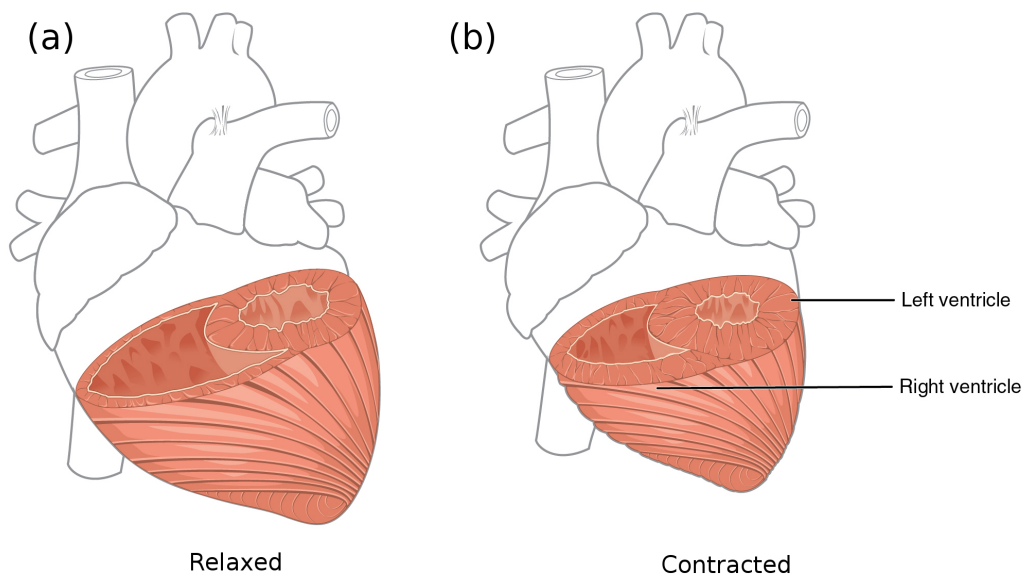 (a)
(b)
Left ventricle
Right ventricle
Relaxed
Contracted